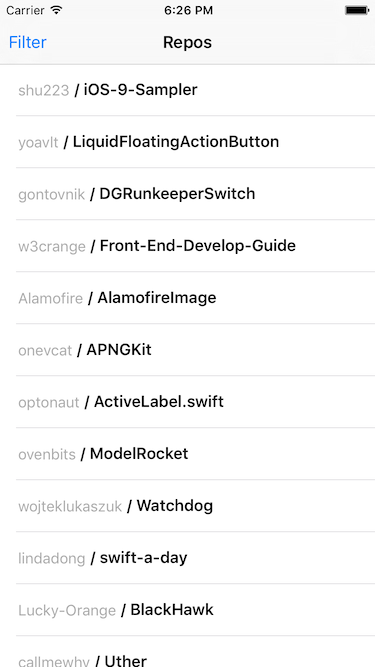 Carrier 6:26 PM
Filter Repos
shu223 / iOS-9-Sampler
yoavlt / LiquidFloatingActionButton
gontovnik / DGRunkeeperSwitch
w3crange / Front-End-Develop-Guide
Alamofire / AlamofireImage
onevcat / APNGKit
optonaut / ActiveLabel.swift
ovenbits / ModelRocket
wojteklukaszuk / Watchdog
lindadong / swift-a-day
Lucky-Orange / BlackHawk
callmewhy / Uther